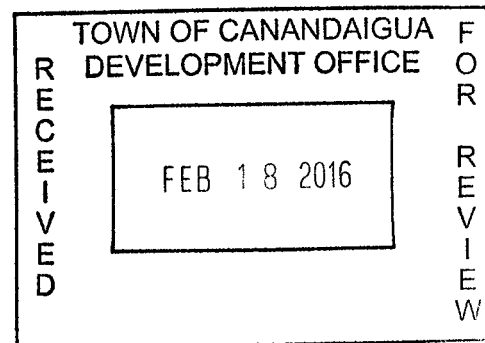 TOWN OF CANANDAIGUA
DEVELOPMENT OFFICE
RECEIVED
FEB 18 2016
FOR REVIEW